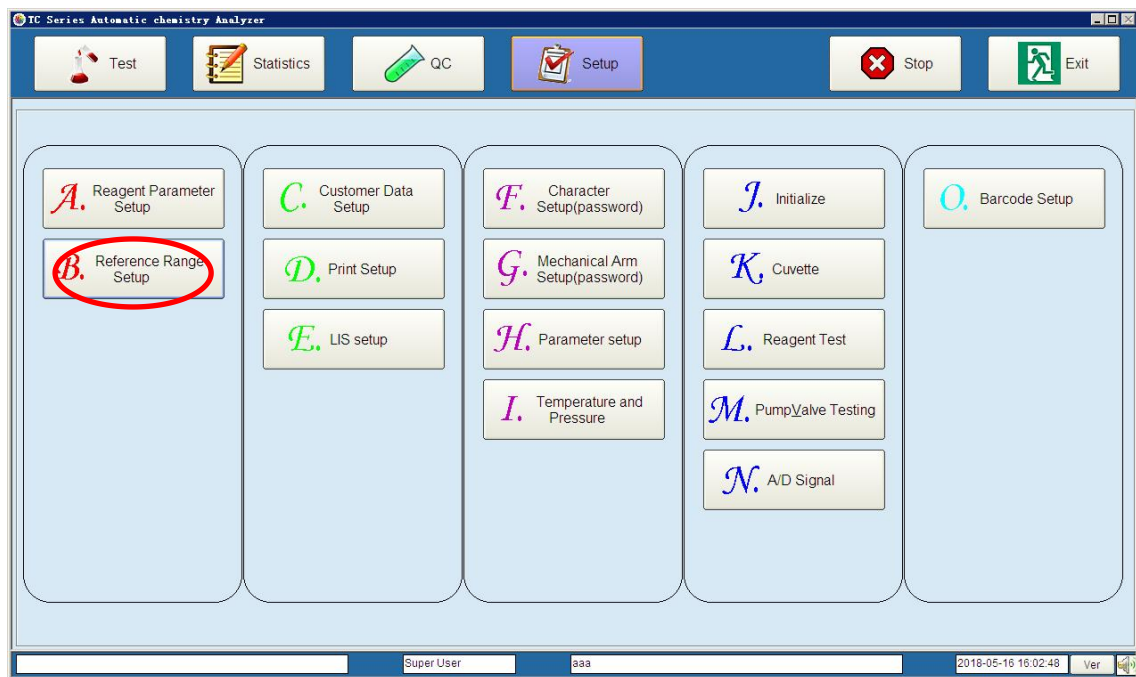 TC Series Automatic chemistry Analyzer
Test
Statistics
QC
Setup
Stop
Exit
A. Reagent Parameter
Setup
B. Reference Range
Setup
C. Customer Data
Setup
D. Print Setup
E. LIS setup
F. Character
Setup(password)
G. Mechanical Arm
Setup(password)
H. Parameter setup
I. Temperature and
Pressure
J. Initialize
K, Cuvette
L. Reagent Test
M. PumpValve Testing
N. A/D Signal
O. Barcode Setup
Super User
aaa
2018-05-16 16:02:48
Ver